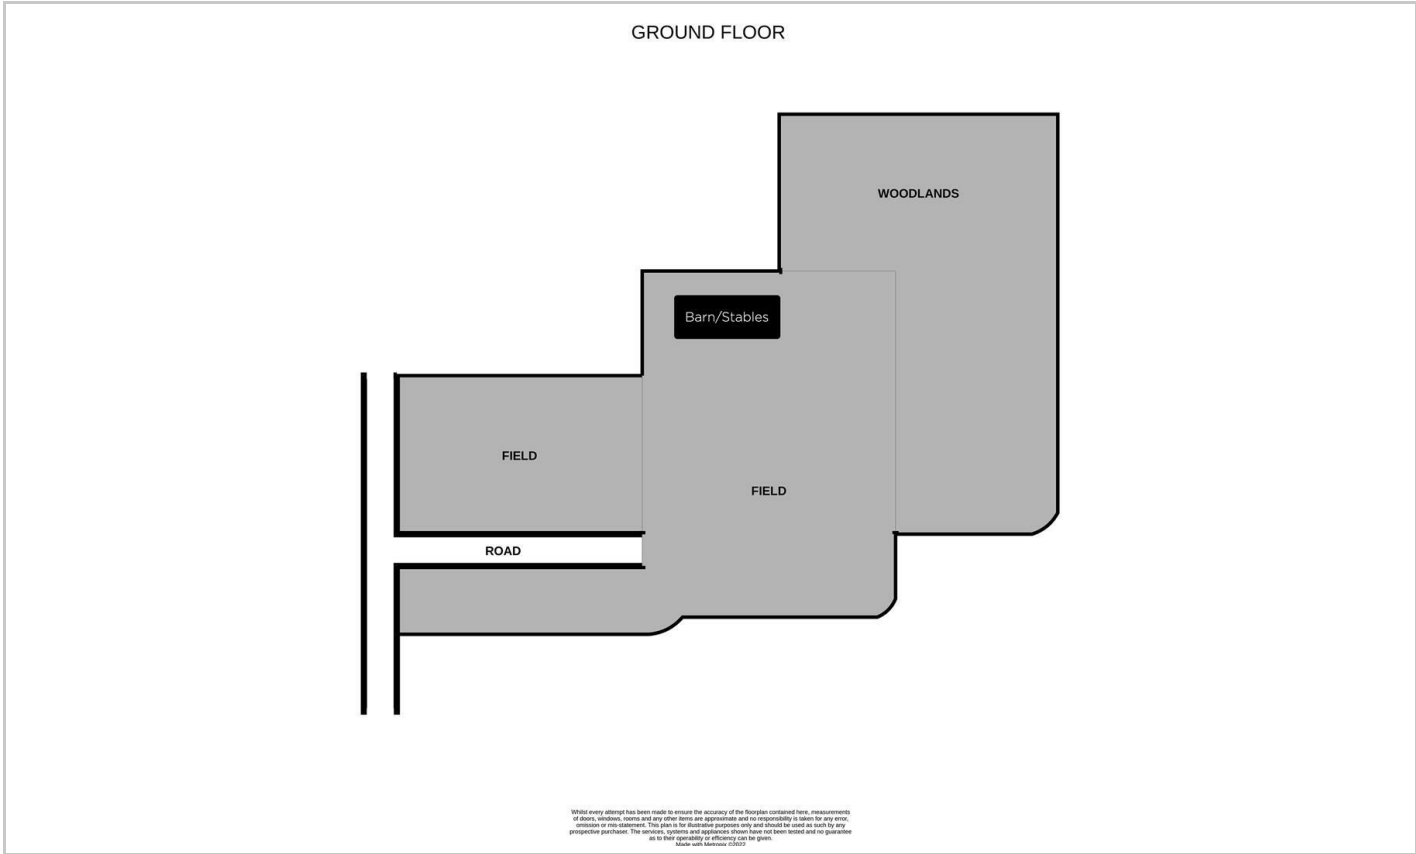 GROUND FLOOR
WOODLANDS
Barn/Stables
FIELD
FIELD
ROAD
Whilst every attempt has been made to ensure the accuracy of the floorplan contained here, measurements
of doors, windows, rooms and any other items are approximate and no responsibility is taken for any error,
omission or mis-statement. This plan is for illustrative purposes only and should be used as such by any
prospective purchaser. The services, systems and appliances shown have not been tested and no guarantee
as to their operability or efficiency can be given.
Made with Metropix ©2022